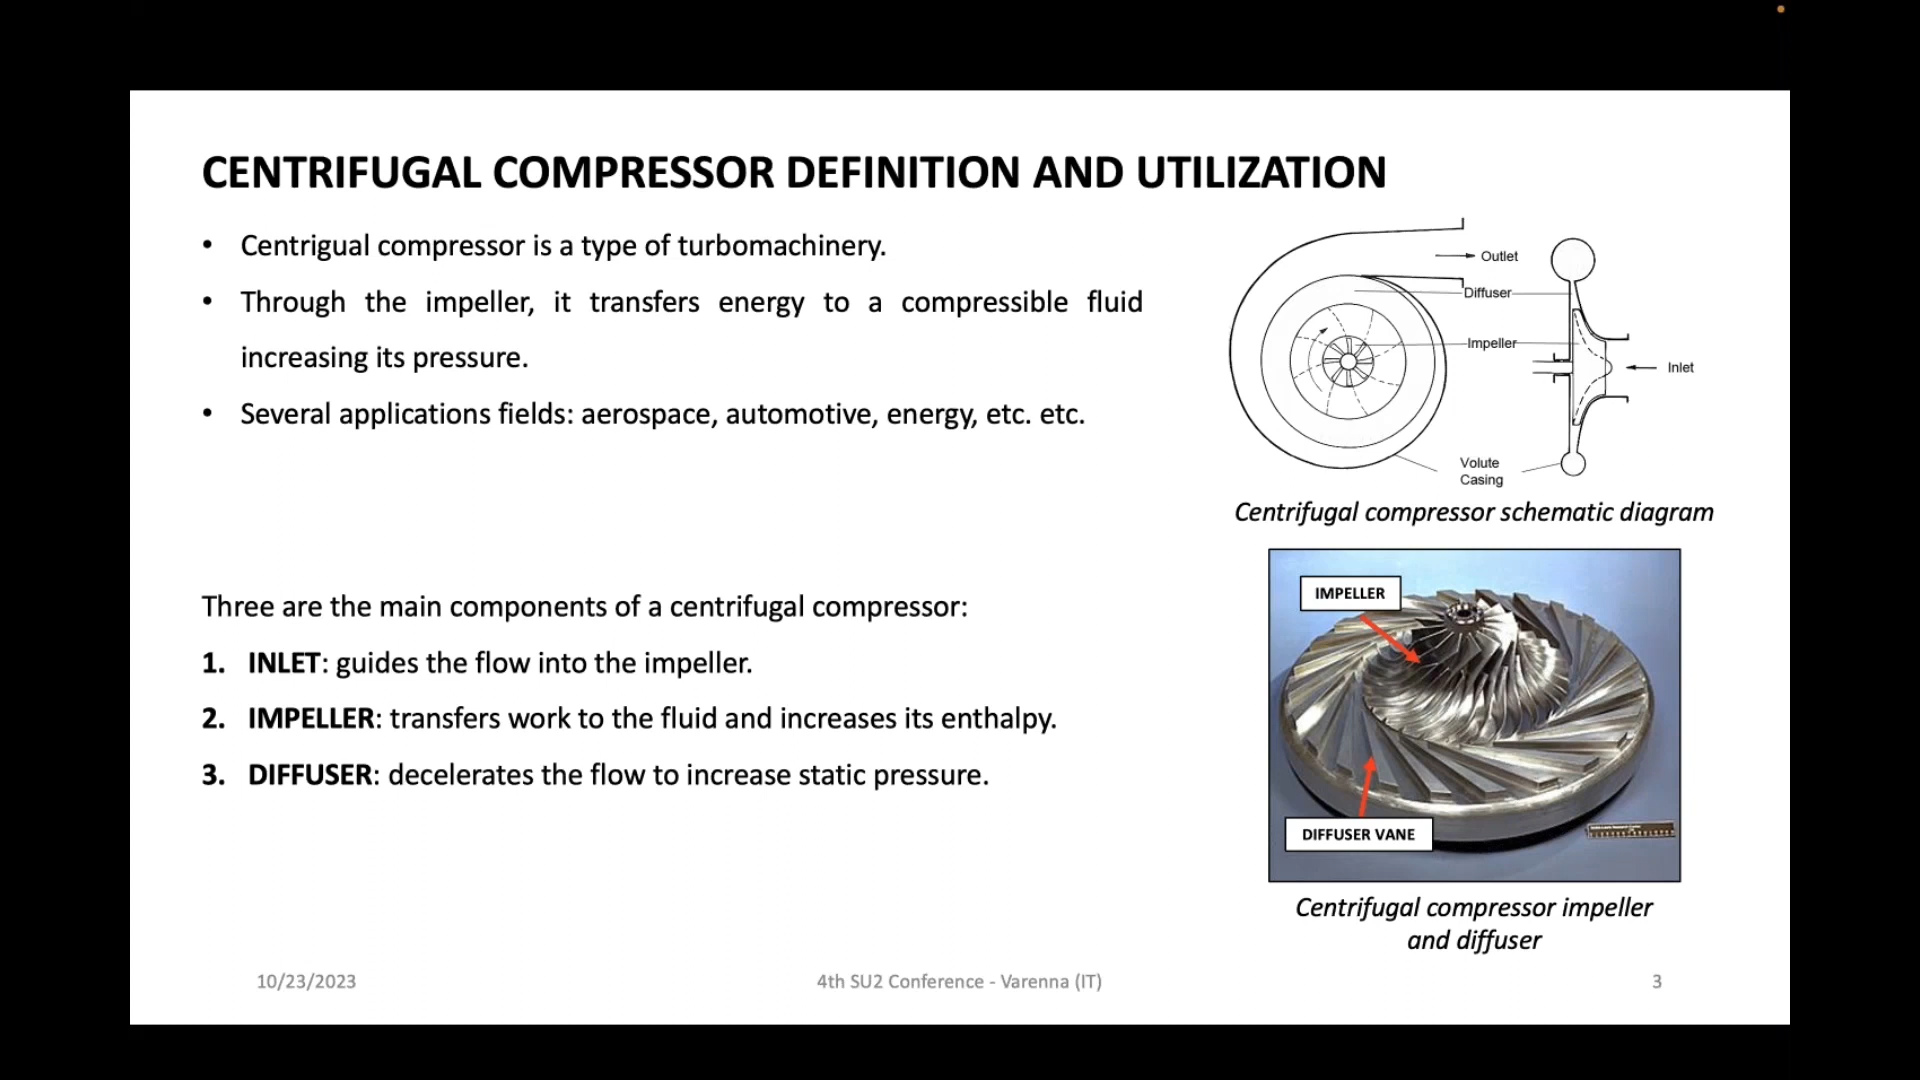 CENTRIFUGAL COMPRESSOR DEFINITION AND UTILIZATION
• Centrigual compressor is a type of turbomachinery.
• Through the impeller, it transfers energy to a compressible fluid
increasing its pressure.
• Several applications fields: aerospace, automotive, energy, etc. etc.
Three are the main components of a centrifugal compressor:
1. INLET: guides the flow into the impeller.
2. IMPELLER: transfers work to the fluid and increases its enthalpy.
3. DIFFUSER: decelerates the flow to increase static pressure.
Outlet
Diffuser
Impeller
Inlet
Volute
Casing
Centrifugal compressor schematic diagram
IMPELLER
DIFFUSER VANE
Centrifugal compressor impeller
and diffuser
10/23/2023
4th SU2 Conference - Varenna (IT)
3